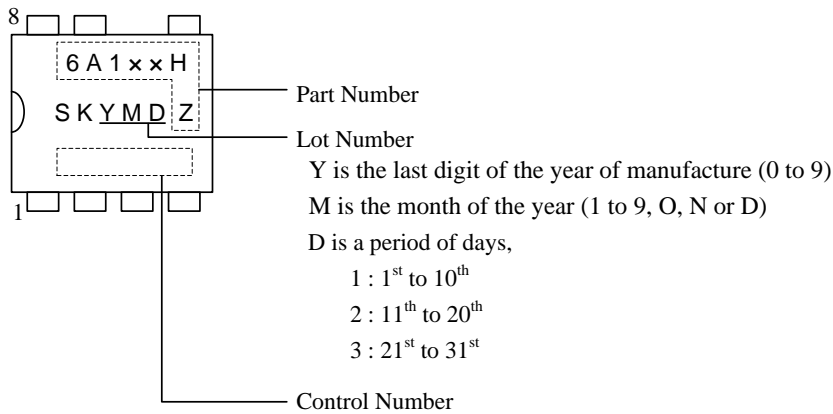 8
6 A 1 × × H
S K Y M D Z
1
Part Number
Lot Number
Y is the last digit of the year of manufacture (0 to 9)
M is the month of the year (1 to 9, O, N or D)
D is a period of days,
1 : 1st to 10th
2 : 11th to 20th
3 : 21st to 31st
Control Number